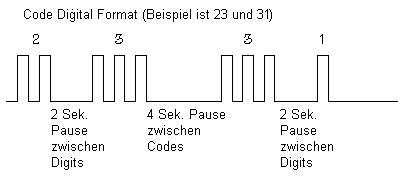 Code Digital Format (Beispiel ist 23 und 31)
2 3 3 1
2 Sek. Pause zwischen Digits
4 Sek. Pause zwischen Codes
2 Sek. Pause zwischen Digits